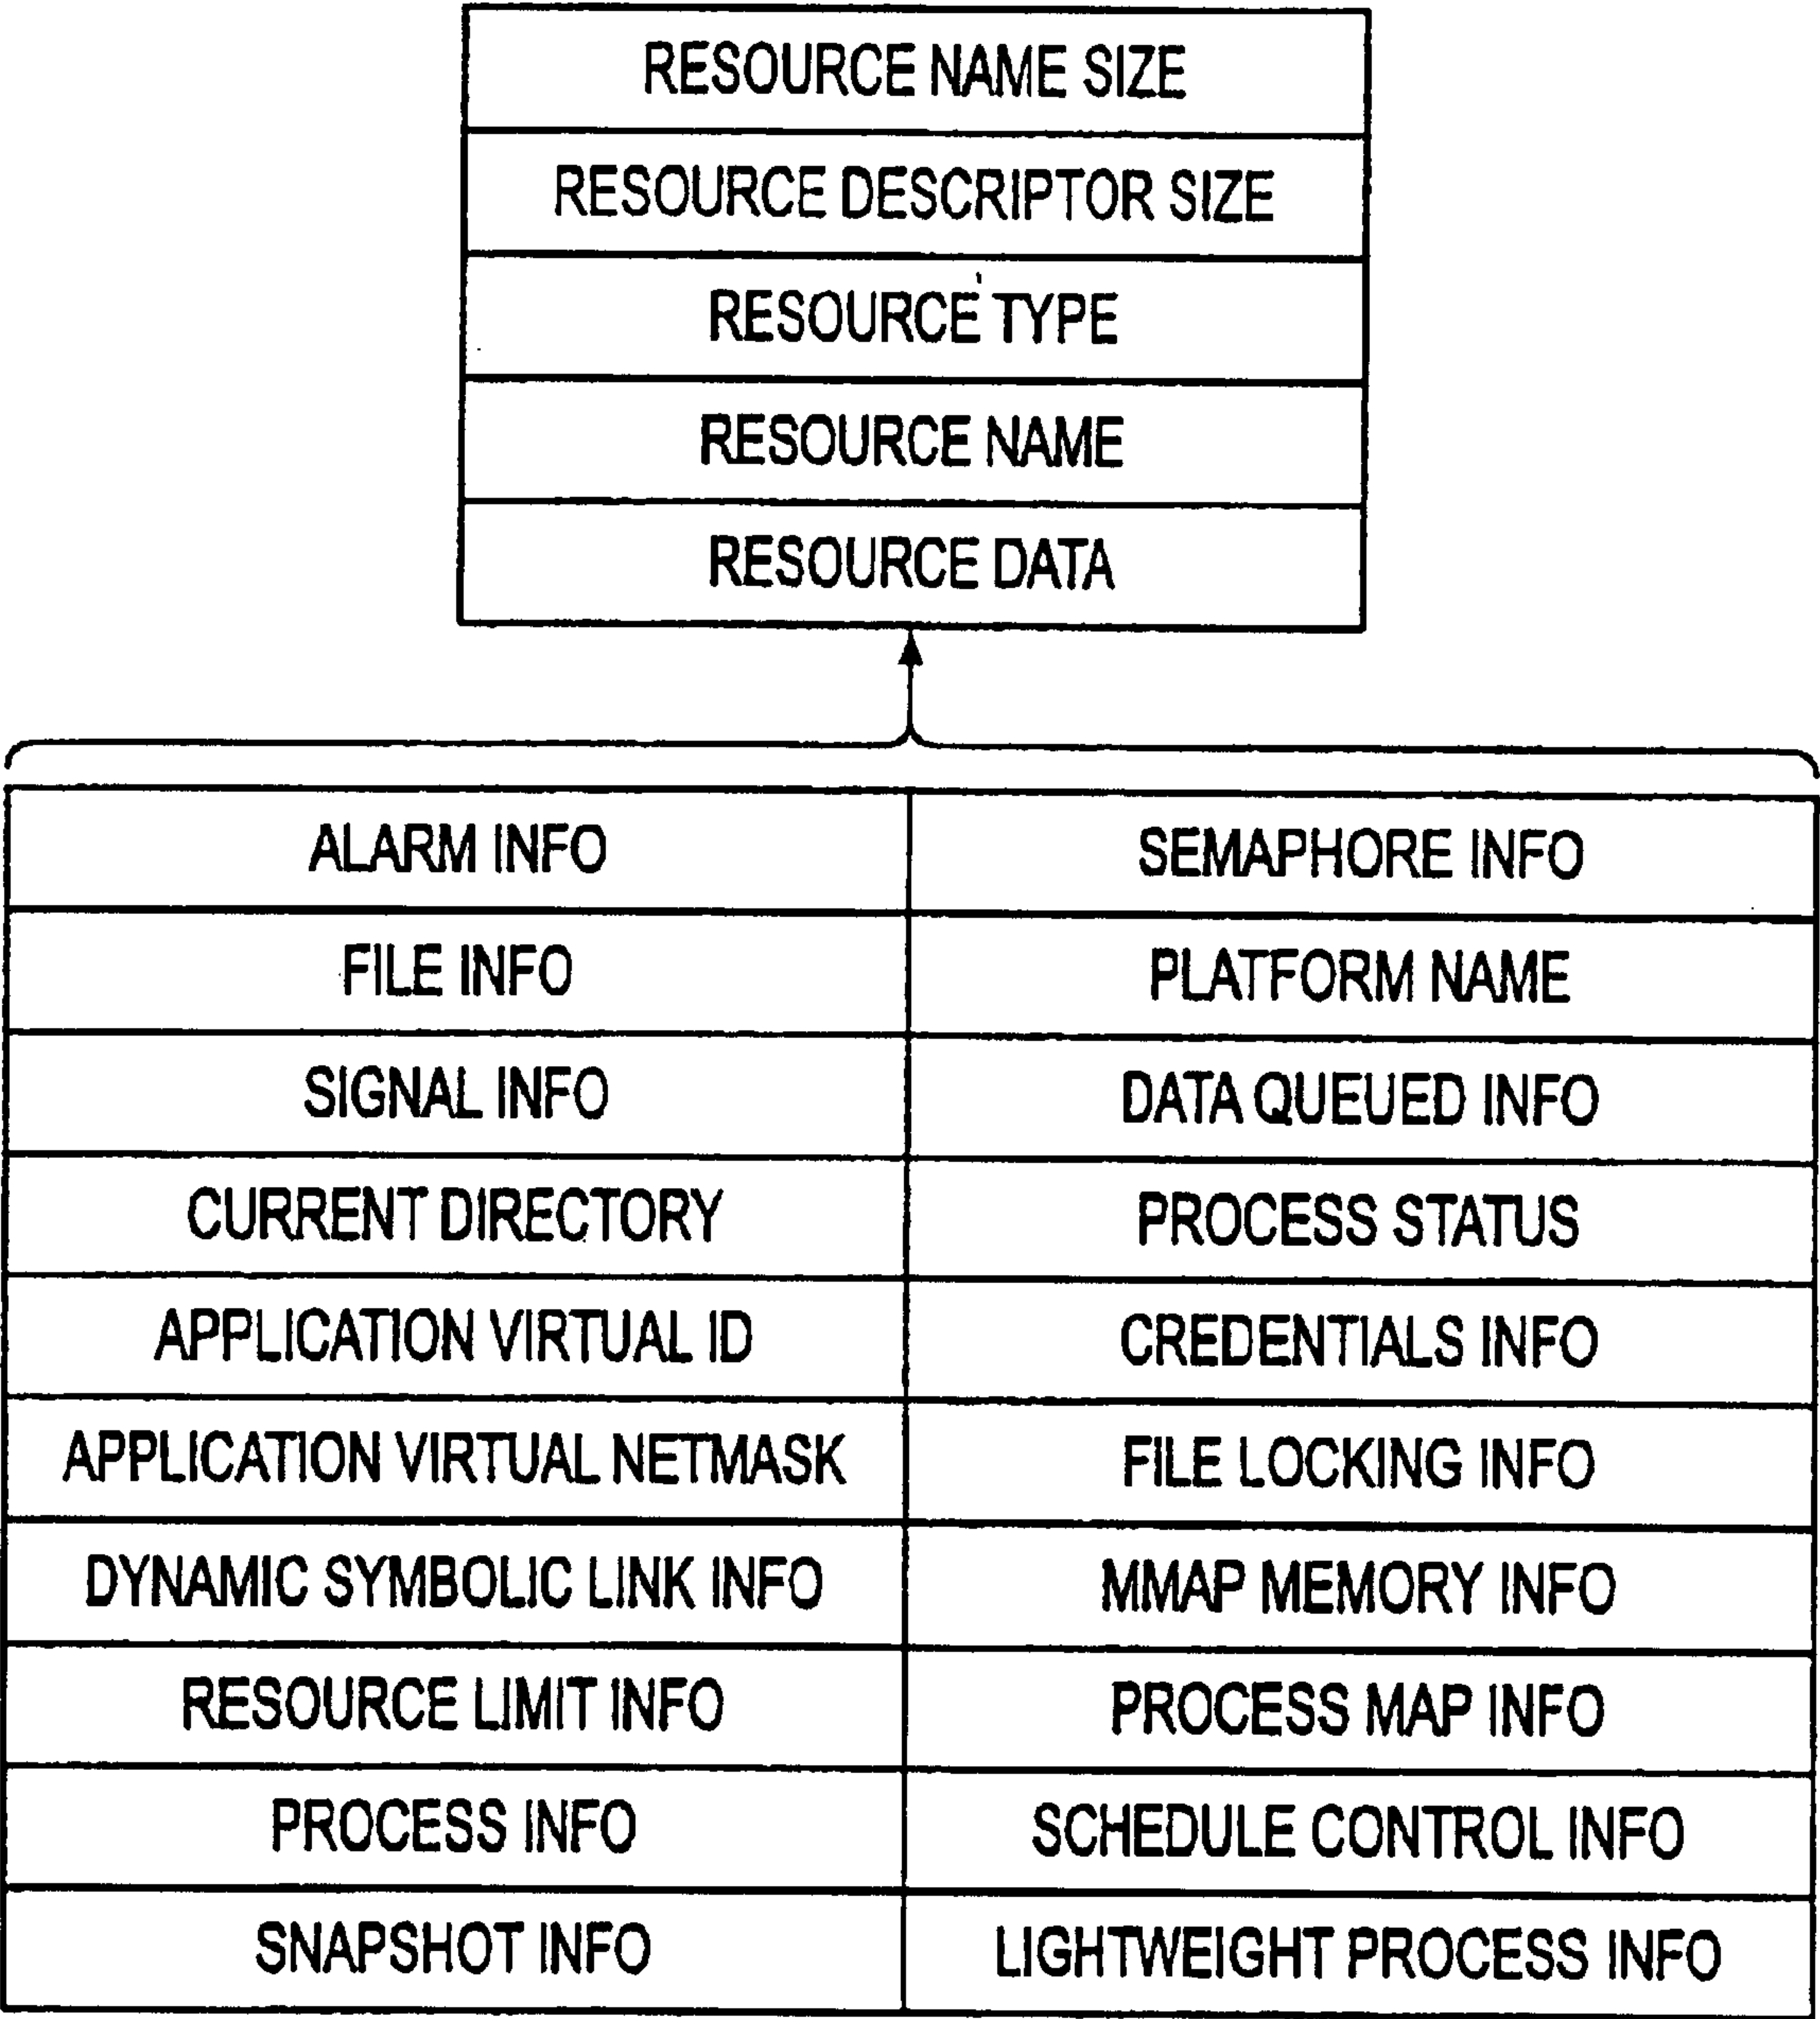 RESOURCE NAME SIZE
RESOURCE DESCRIPTOR SIZE
RESOURCE TYPE
RESOURCE NAME
RESOURCE DATA
ALARM INFO
SEMAPHORE INFO
FILE INFO
PLATFORM NAME
SIGNAL INFO
DATA QUEUED INFO
CURRENT DIRECTORY
PROCESS STATUS
APPLICATION VIRTUAL ID
CREDENTIALS INFO
APPLICATION VIRTUAL NETMASK
FILE LOCKING INFO
DYNAMIC SYMBOLIC LINK INFO
MMAP MEMORY INFO
RESOURCE LIMIT INFO
PROCESS MAP INFO
PROCESS INFO
SCHEDULE CONTROL INFO
SNAPSHOT INFO
LIGHTWEIGHT PROCESS INFO